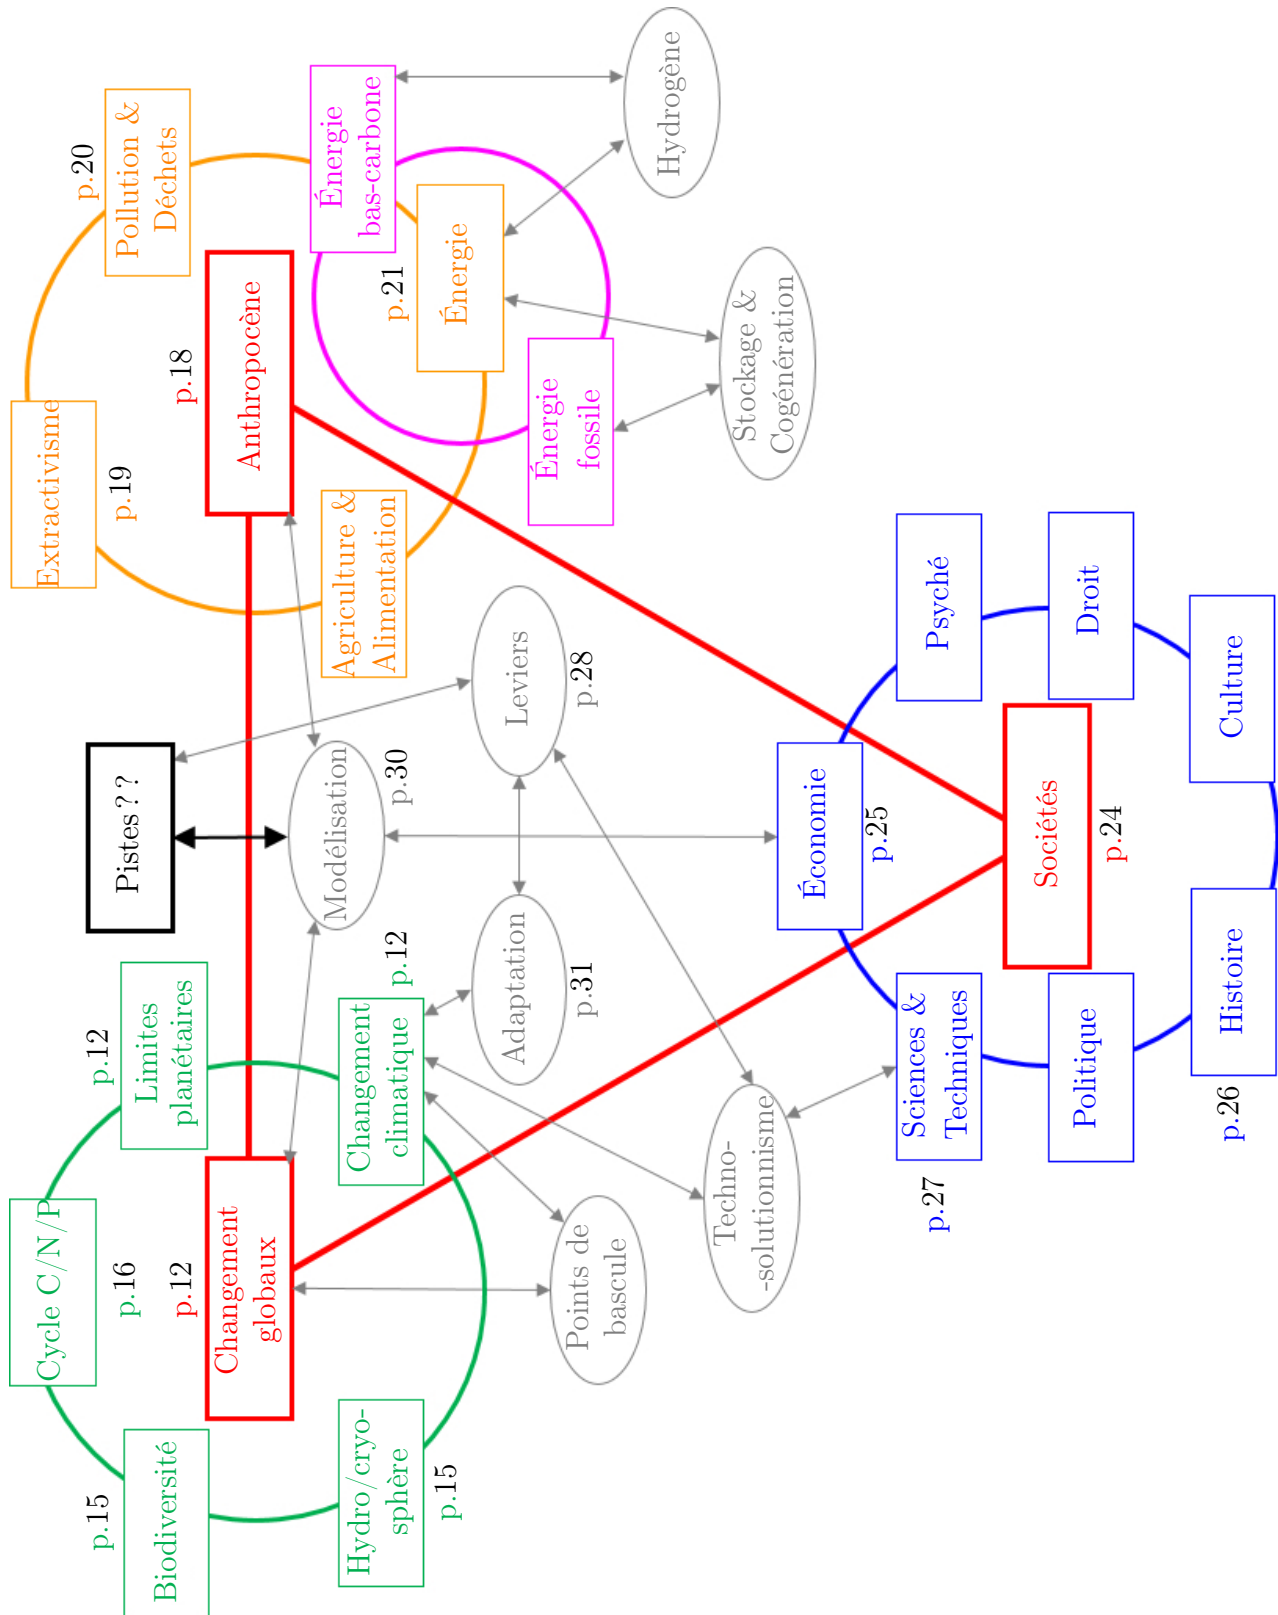 Cycle C/N/P
p.16
Biodiversité
p.15
Limites
planétaires
p.12
p.12
Changement
globaux
Hydro/cryo-
sphère
p.15
Changement
climatique
p.12
Pistes??
Modélisation
p.30
Extractivisme
p.19
Pollution &
Déchets
p.20
p.18
Anthropocène
Agriculture &
Alimentation
Énergie
bas-carbone
p.21
Énergie
Énergie
fossile
Hydrogène
Stockage &
Cogénération
Adaptation
p.31
Leviers
p.28
Points de
bascule
Techno-
-solutionnisme
Économie
p.25
Sciences &
Techniques
p.27
Psyché
Politique
Droit
Sociétés
p.24
Histoire
p.26
Culture